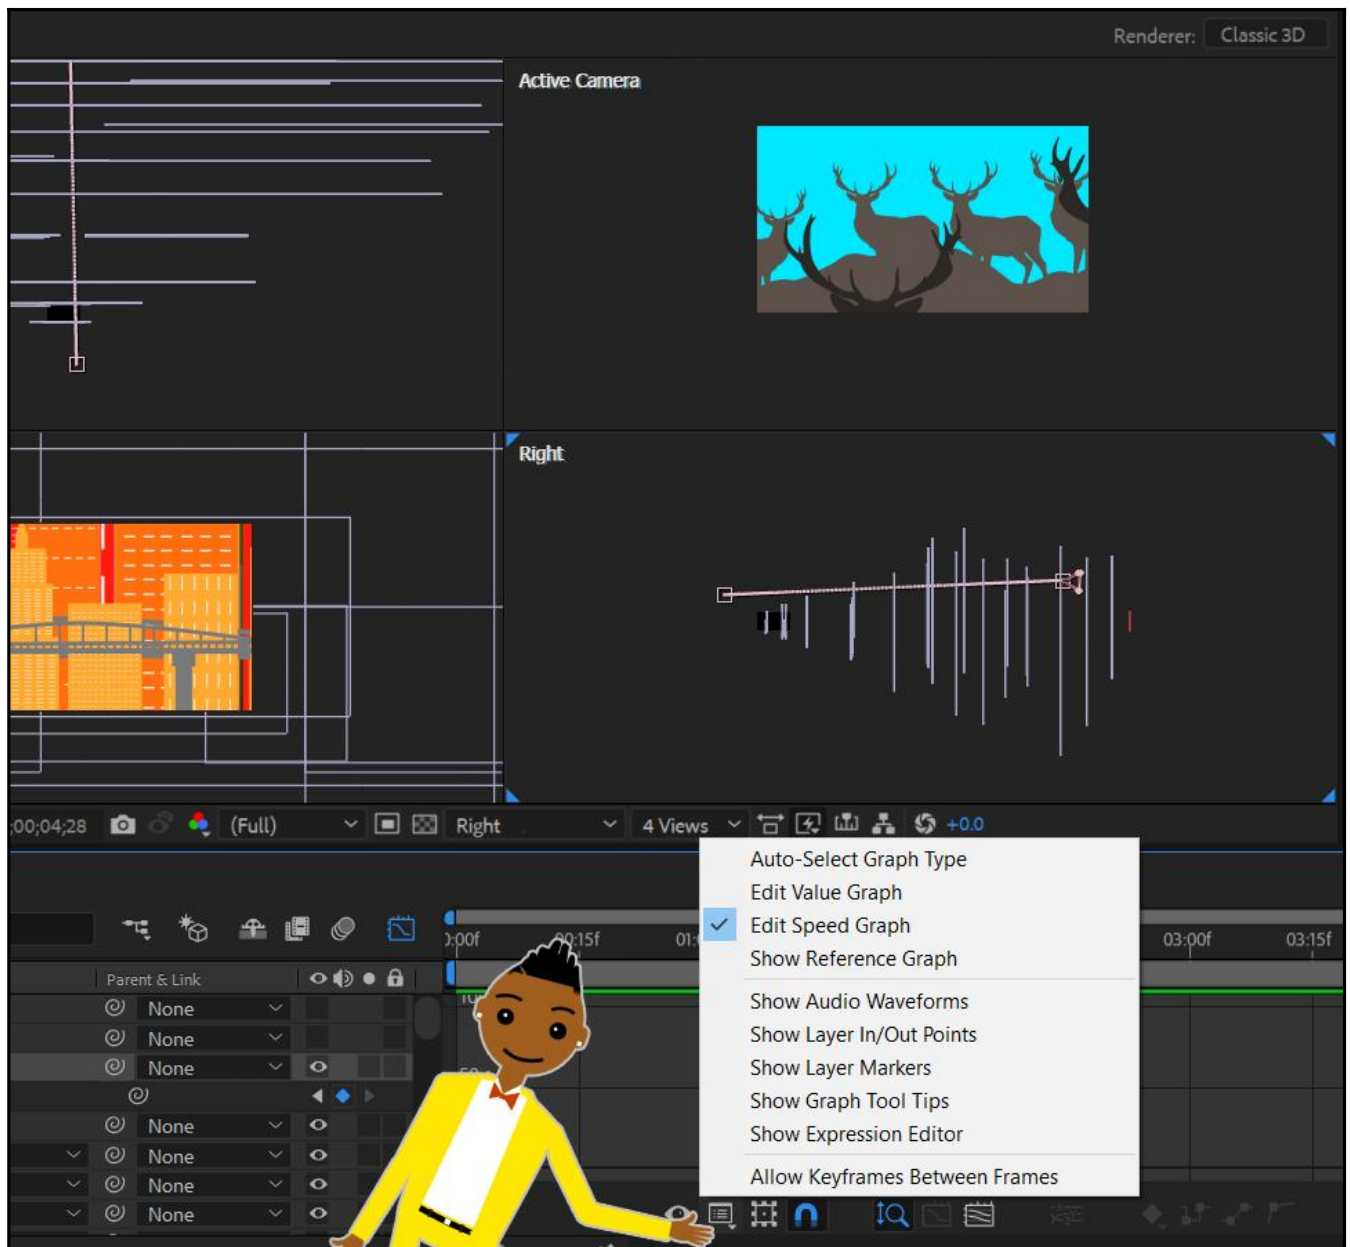 Renderer: Classic 3D
Active Camera
Right
;00;04;28 (Full) Right 4 Views +0.0
Auto-Select Graph Type
Edit Value Graph
Edit Speed Graph
Show Reference Graph
Show Audio Waveforms
Show Layer In/Out Points
Show Layer Markers
Show Graph Tool Tips
Show Expression Editor
Allow Keyframes Between Frames
03:00f 03:15f
Parent & Link
None
None
None
None
None
None
None